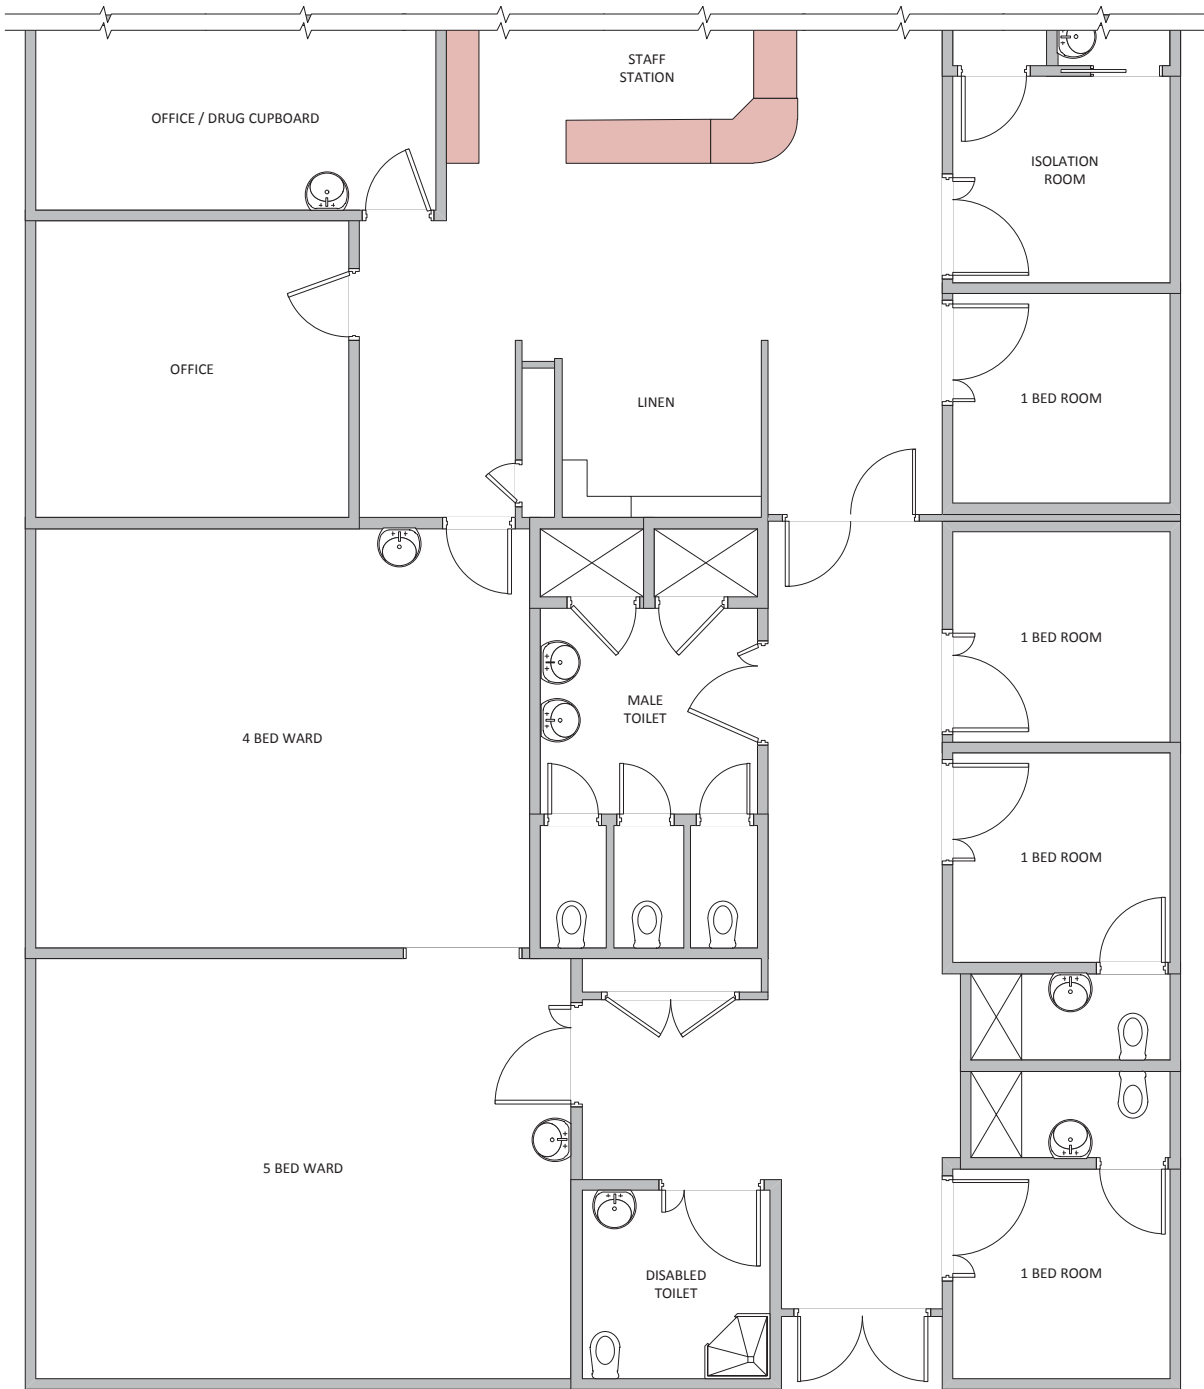 STAFF
STATION
OFFICE / DRUG CUPBOARD
ISOLATION
ROOM
OFFICE
1 BED ROOM
LINEN
1 BED ROOM
MALE
TOILET
4 BED WARD
1 BED ROOM
5 BED WARD
DISABLED
TOILET
1 BED ROOM